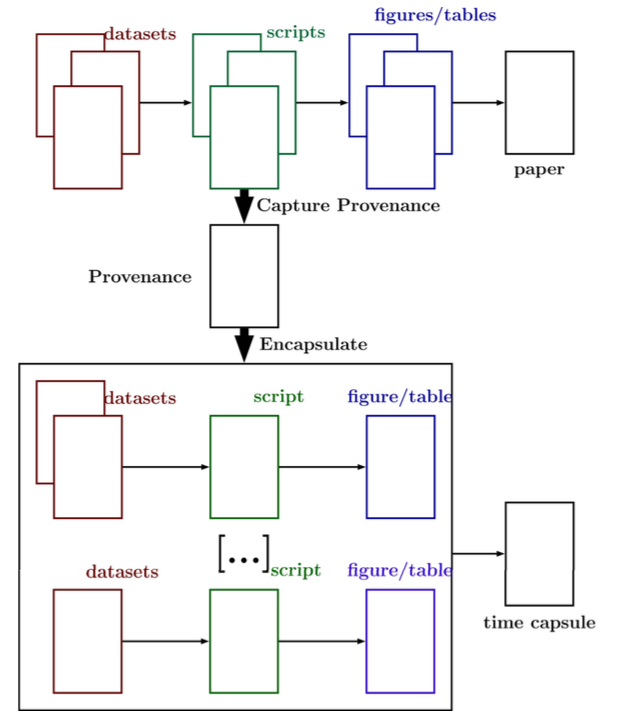 figures/tables
datasets
scripts
paper
Capture Provenance
Provenance
Encapsulate
datasets
script
figure/table
[...]
datasets
script
figure/table
time capsule